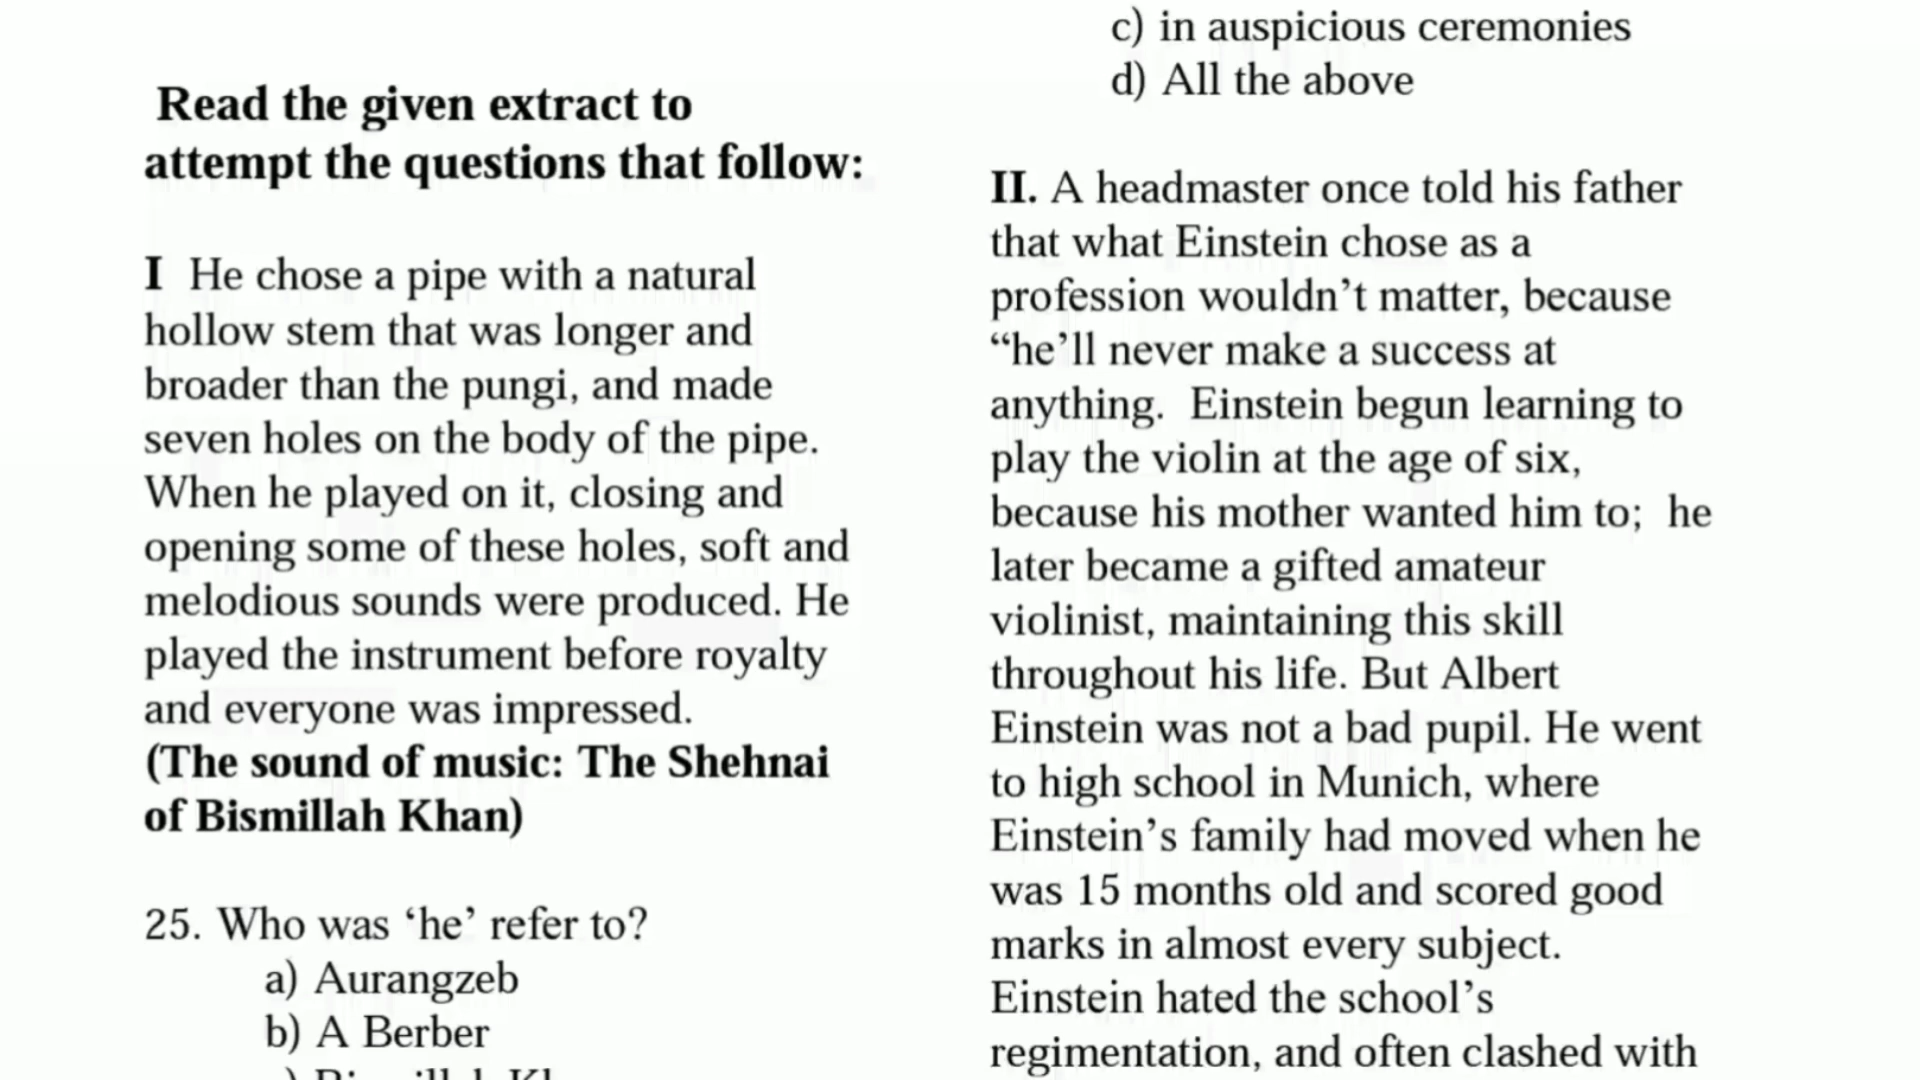 Read the given extract to
attempt the questions that follow:
I He chose a pipe with a natural
hollow stem that was longer and
broader than the pungi, and made
seven holes on the body of the pipe.
When he played on it, closing and
opening some of these holes, soft and
melodious sounds were produced. He
played the instrument before royalty
and everyone was impressed.
(The sound of music: The Shehnai
of Bismillah Khan)
25. Who was ‘he’ refer to?
a) Aurangzeb
b) A Berber
c) in auspicious ceremonies
d) All the above
II. A headmaster once told his father
that what Einstein chose as a
profession wouldn’t matter, because
“he’ll never make a success at
anything. Einstein begun learning to
play the violin at the age of six,
because his mother wanted him to; he
later became a gifted amateur
violinist, maintaining this skill
throughout his life. But Albert
Einstein was not a bad pupil. He went
to high school in Munich, where
Einstein’s family had moved when he
was 15 months old and scored good
marks in almost every subject.
Einstein hated the school’s
regimentation, and often clashed with